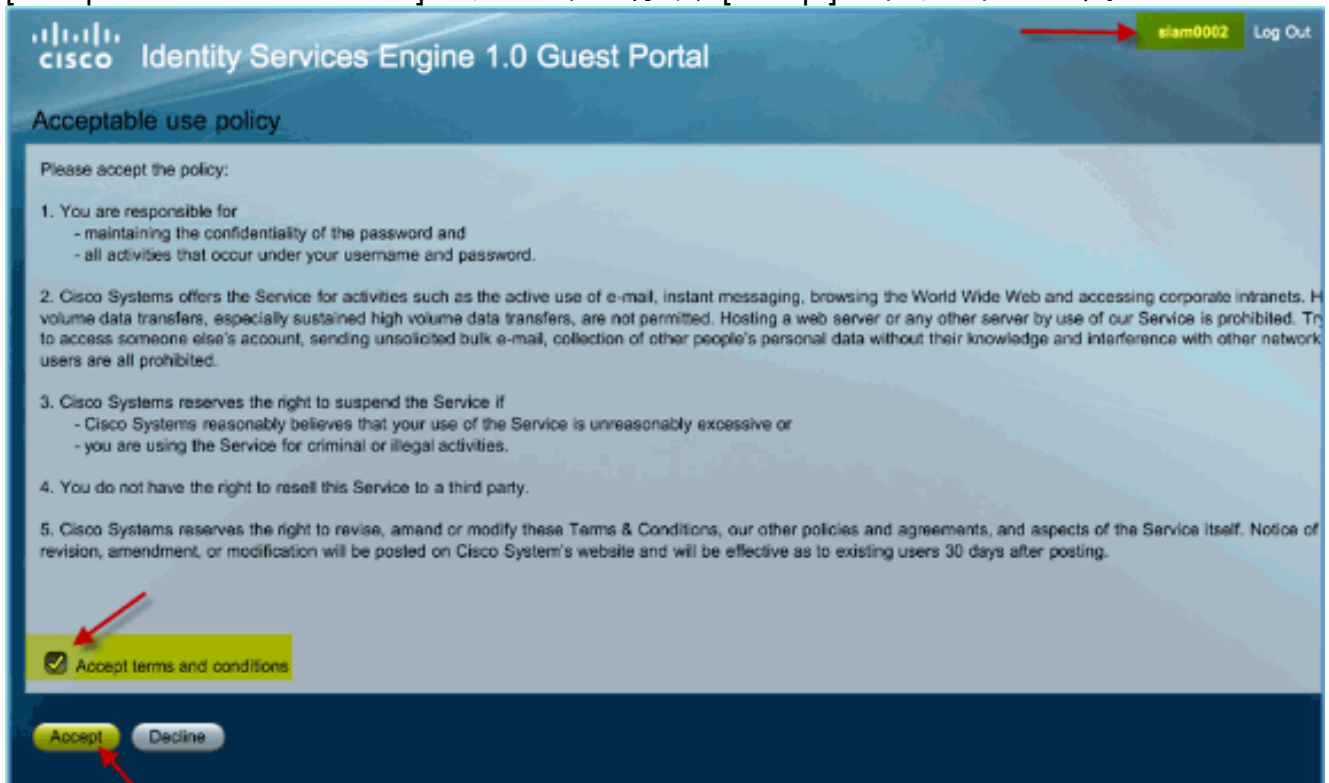 siam0002 Log Out
CISCO Identity Services Engine 1.0 Guest Portal
Acceptable use policy
Please accept the policy:
1. You are responsible for
- maintaining the confidentiality of the password and
- all activities that occur under your username and password.
2. Cisco Systems offers the Service for activities such as the active use of e-mail, instant messaging, browsing the World Wide Web and accessing corporate intranets. H
volume data transfers, especially sustained high volume data transfers, are not permitted. Hosting a web server or any other server by use of our Service is prohibited. Try
to access someone else's account, sending unsolicited bulk e-mail, collection of other people's personal data without their knowledge and interference with other network
users are all prohibited.
3. Cisco Systems reserves the right to suspend the Service if
- Cisco Systems reasonably believes that your use of the Service is unreasonably excessive or
- you are using the Service for criminal or illegal activities.
4. You do not have the right to resell this Service to a third party.
5. Cisco Systems reserves the right to revise, amend or modify these Terms & Conditions, our other policies and agreements, and aspects of the Service itself. Notice of
revision, amendment, or modification will be posted on Cisco System's website and will be effective as to existing users 30 days after posting.
Accept terms and conditions
Accept Decline